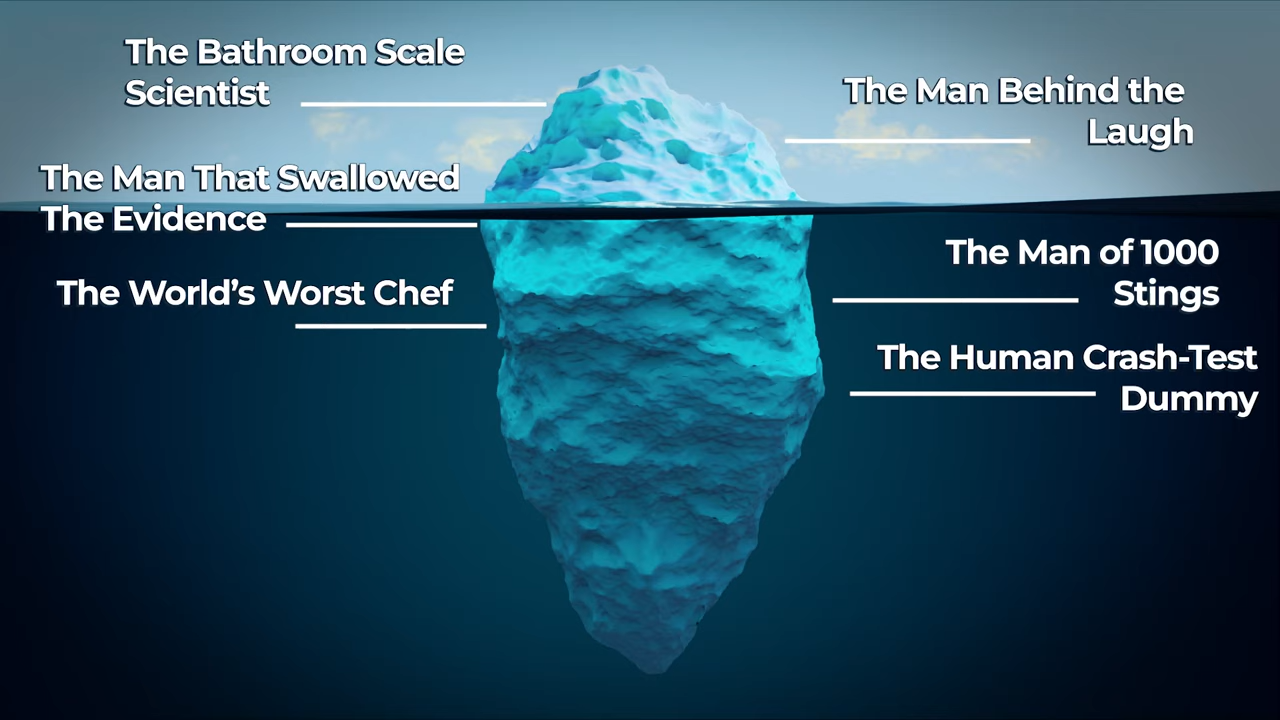 The Bathroom Scale
Scientist
The Man Behind the
Laugh
The Man That Swallowed
The Evidence
The Man of 1000
Stings
The World’s Worst Chef
The Human Crash-Test
Dummy